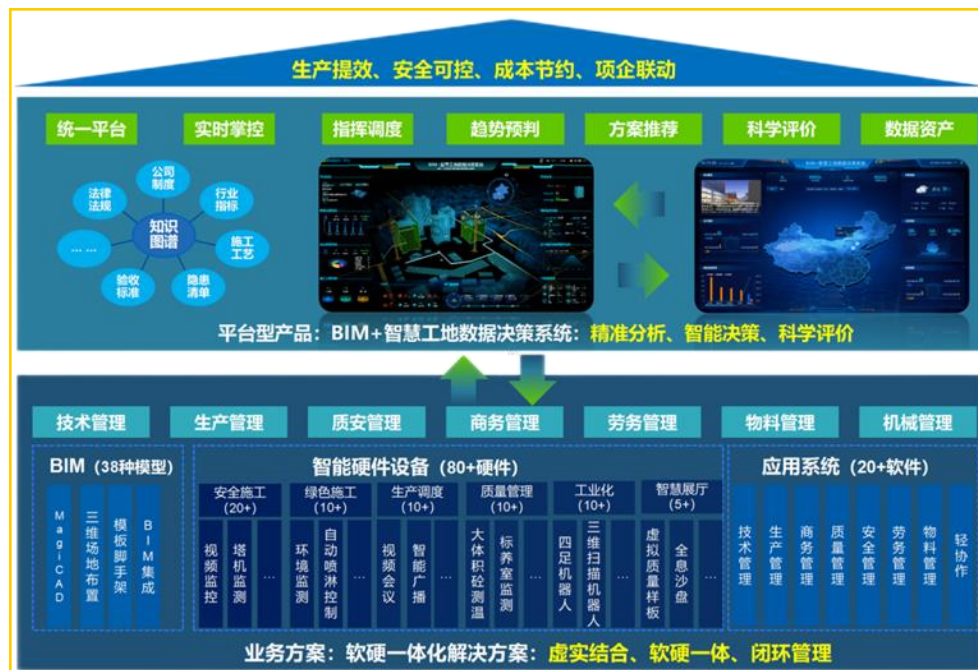 生产提效、安全可控、成本节约、项企联动
统一平台
实时掌控
指挥调度
趋势预判
方案推荐
科学评价
数据资产
公司制度
法律法规
行业指标
知识图谱
... ...
施工工艺
验收标准
隐患清单
平台型产品：BIM+智慧工地数据决策系统：精准分析、智能决策、科学评价
技术管理
生产管理
质安管理
商务管理
劳务管理
物料管理
机械管理
BIM（38种模型）
MagiCAD
三维场地布置
模板脚手架
BIM集成
智能硬件设备（80+硬件）
安全施工（20+）
视频监控
塔机监测
...
绿色施工（10+）
环境监测
自动喷淋控制
生产调度（10+）
视频会议
智能广播
...
质量管理（10+）
大体积砼测温
标养室监测
...
工业化（10+）
四足机器人
三维扫描机器人
智慧展厅（5+）
虚拟质量样板
全息沙盘
...
应用系统（20+软件）
技术管理
生产管理
商务管理
质量管理
安全管理
劳务管理
物料管理
轻协作
业务方案：软硬一体化解决方案：虚实结合、软硬一体、闭环管理